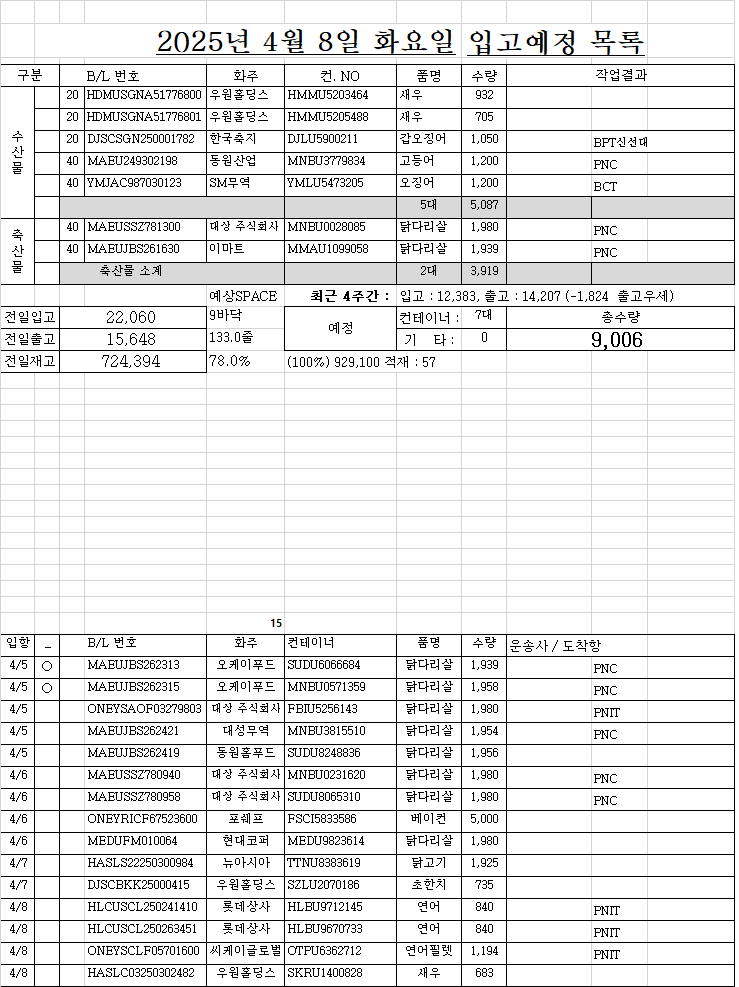 2025년 4월 8일 화요일 입고예정 목록
구분 B/L 번호 화주 컨. NO 품명 수량 작업결과
수산물
20 HDMUSGNA51776800 우원홀딩스 HMMU5203464 새우 932
20 HDMUSGNA51776801 우원홀딩스 HMMU5205488 새우 705
20 DJSCSGN250001782 한국축지 DJLU5900211 갑오징어 1,050 BPT신선대
40 MAEU249302198 동원산업 MNBU3779834 고등어 1,200 PNC
40 YMJAC987030123 SM무역 YMLU5473205 오징어 1,200 BCT
5대 5,087
축산물
40 MAEUSSZ781300 대상 주식회사 MNBU0028085 닭다리살 1,980 PNC
40 MAEUJBS261630 이마트 MMAU1099058 닭다리살 1,939 PNC
축산물 소계 2대 3,919
예상SPACE 최근 4주간 : 입고 : 12,383, 출고 : 14,207 (-1,824 출고우세)
전일입고 22,060 9바닥 예정 컨테이너 : 7대 총수량
전일출고 15,648 133.0줄 기 타 : 0 9,006
전일재고 724,394 78.0% (100%) 929,100 적재 : 57
15
입항 _ B/L 번호 화주 컨테이너 품명 수량 운송사 / 도착항
4/5 ○ MAEUJBS262313 오케이푸드 SUDU6066684 닭다리살 1,939 PNC
4/5 ○ MAEUJBS262315 오케이푸드 MNBU0571359 닭다리살 1,958 PNC
4/5 ONEYSAOF03279803 대상 주식회사 FBIU5256143 닭다리살 1,980 PNIT
4/5 MAEUJBS262421 대성무역 MNBU3815510 닭다리살 1,954 PNC
4/5 MAEUJBS262419 동원홈푸드 SUDU8248836 닭다리살 1,956
4/6 MAEUSSZ780940 대상 주식회사 MNBU0231620 닭다리살 1,980 PNC
4/6 MAEUSSZ780958 대상 주식회사 SUDU8065310 닭다리살 1,980 PNC
4/6 ONEYRICF67523600 포쉐프 FSCI5833586 베이컨 5,000
4/6 MEDUFM010064 현대코퍼 MEDU9823614 닭다리살 1,980
4/7 HASLS22250300984 뉴아시아 TTNU8383619 닭고기 1,925
4/7 DJSCBKK25000415 우원홀딩스 SZLU2070186 초한치 735
4/8 HLCUSCL250241410 롯데상사 HLBU9712145 연어 840 PNIT
4/8 HLCUSCL250263451 롯데상사 HLBU9670733 연어 840 PNIT
4/8 ONEYSCLF05701600 씨케이글로벌 OTPU6362712 연어필렛 1,194 PNIT
4/8 HASLC03250302482 우원홀딩스 SKRU1400828 새우 683